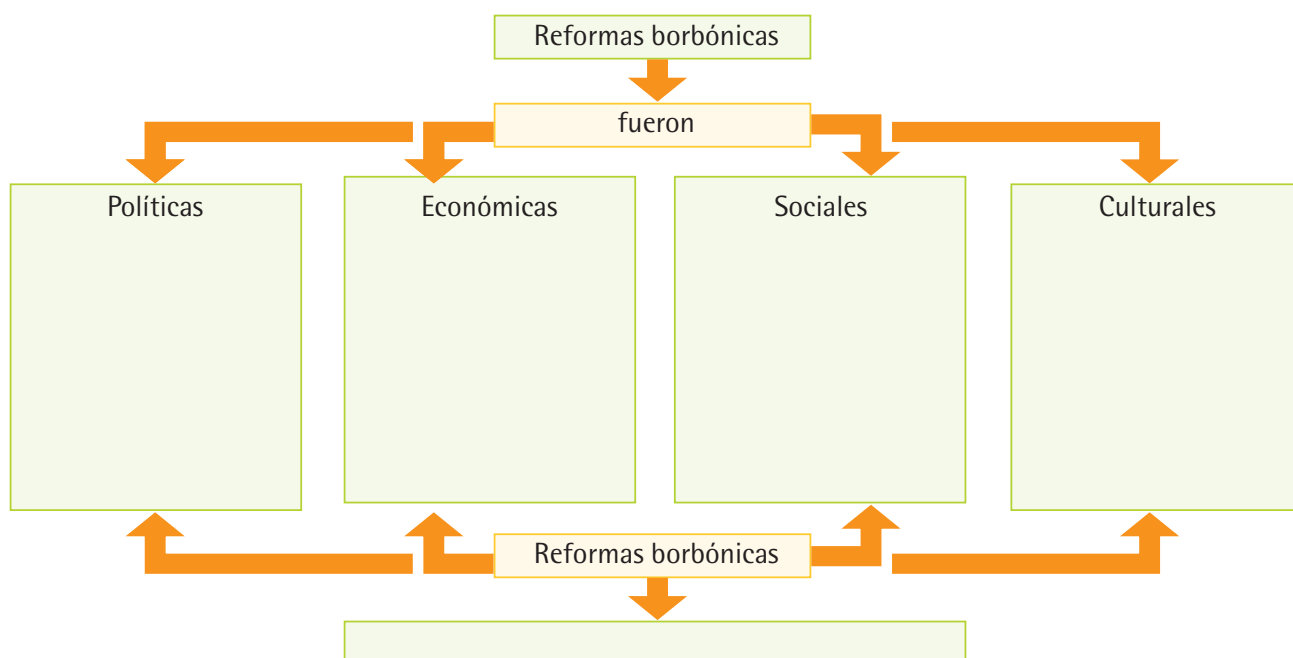 Reformas borbónicas
fueron
Políticas
Económicas
Sociales
Culturales
Reformas borbónicas